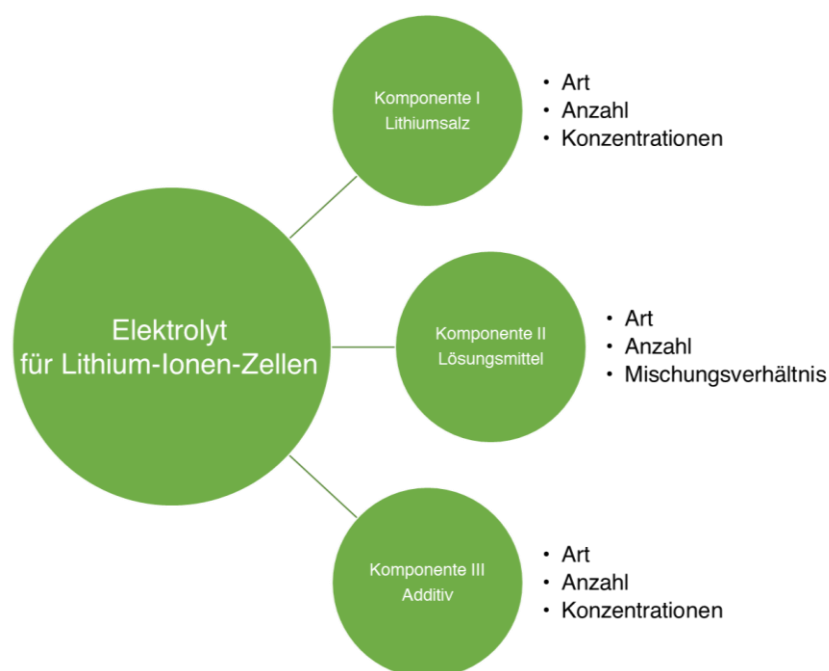 Komponente I
Lithiumsalz
• Art
• Anzahl
• Konzentrationen
Elektrolyt
für Lithium-Ionen-Zellen
Komponente II
Lösungsmittel
• Art
• Anzahl
• Mischungsverhältnis
Komponente III
Additiv
• Art
• Anzahl
• Konzentrationen